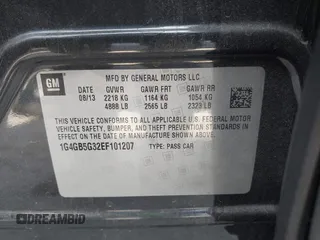 GM
MFD BY GENERAL MOTORS LLC
DATE GVWR GAWR FRT GAWR RR
08/13 2218 KG 1164 KG 1054 KG
4888 LB 2565 LB 2323 LB
THIS VEHICLE CONFORMS TO ALL APPLICABLE U.S. FEDERAL MOTOR
VEHICLE SAFETY, BUMPER, AND THEFT PREVENTION STANDARDS
IN EFFECT ON THE DATE OF MANUFACTURE SHOWN ABOVE.
1G4GB5G32EF101207 TYPE: PASS CAR
DREAMBID